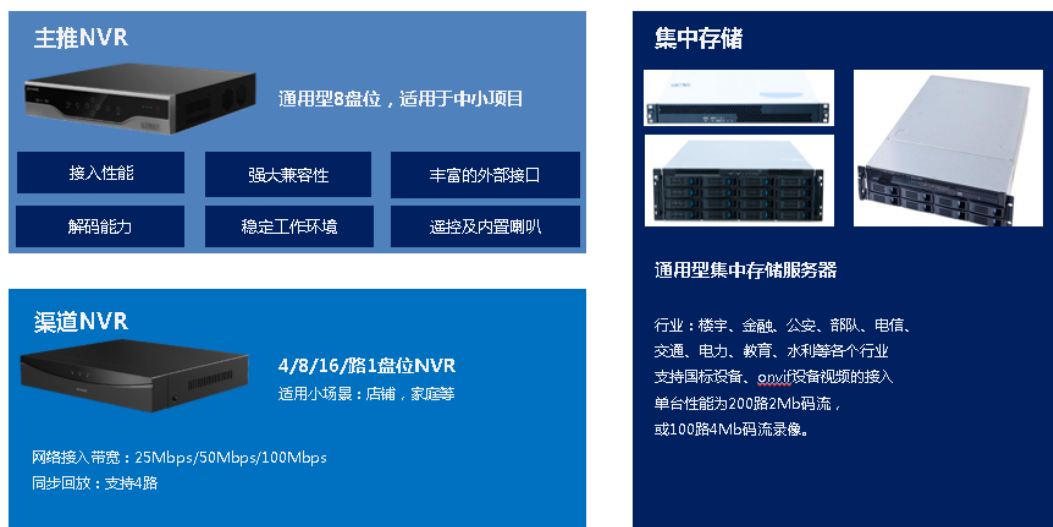 主推NVR
通用型8盘位，适用于中小项目
接入性能
强大兼容性
丰富的外部接口
解码能力
稳定工作环境
遥控及内置喇叭
渠道NVR
4/8/16/路1盘位NVR
适用小场景：店铺，家庭等
网络接入带宽：25Mbps/50Mbps/100Mbps
同步回放：支持4路
集中存储
通用型集中存储服务器
行业：楼宇、金融、公安、部队、电信、
交通、电力、教育、水利等各个行业
支持国标设备、onvif设备视频的接入
单台性能为200路2Mb码流，
或100路4Mb码流录像。